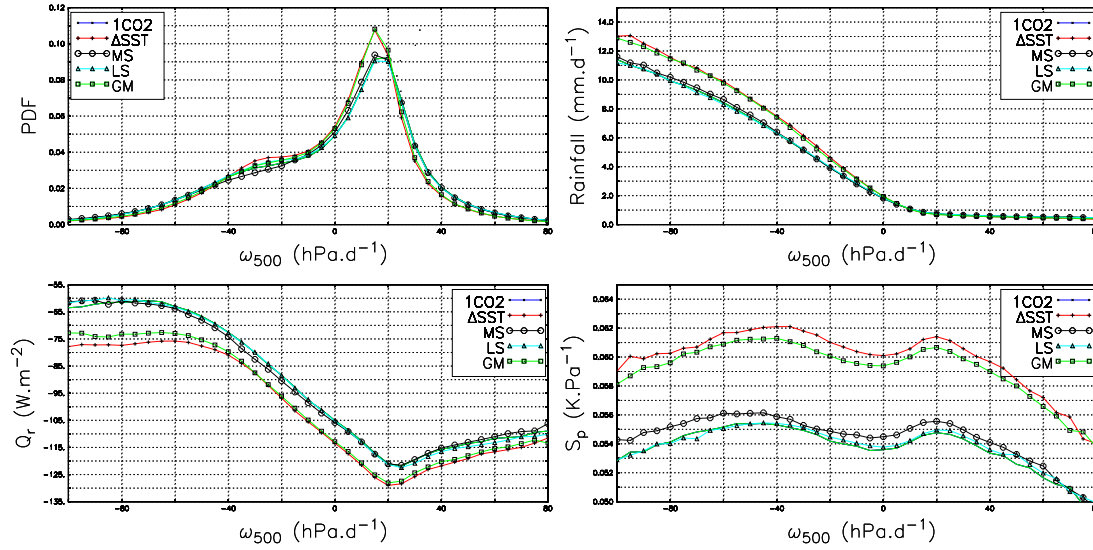 0.12
0.10
0.08
0.06
0.04
0.02
0.00
PDF
1CO2
ΔSST
MS
LS
GM
-80 -40 0 40 80
ω500 (hPa.d⁻¹)
14.0
12.0
10.0
8.0
6.0
4.0
2.0
0.0
Rainfall (mm.d⁻¹)
1CO2
ΔSST
MS
LS
GM
-80 -40 0 40 80
ω500 (hPa.d⁻¹)
-55
-65
-75
-85
-95
-105
-115
-125
-135
Qr (W.m⁻²)
1CO2
ΔSST
MS
LS
GM
-80 -40 0 40 80
ω500 (hPa.d⁻¹)
0.064
0.062
0.060
0.058
0.056
0.054
0.052
0.050
Sp (K.Pa⁻¹)
1CO2
ΔSST
MS
LS
GM
-80 -40 0 40 80
ω500 (hPa.d⁻¹)